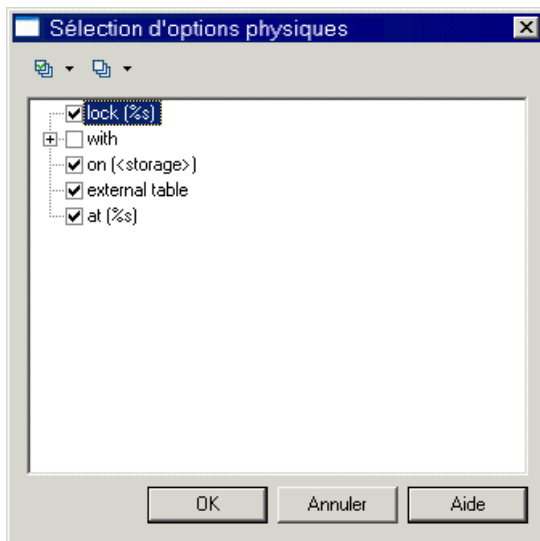 Sélection d'options physiques
lock (%s)
with
on (<storage>)
external table
at (%s)
OK
Annuler
Aide